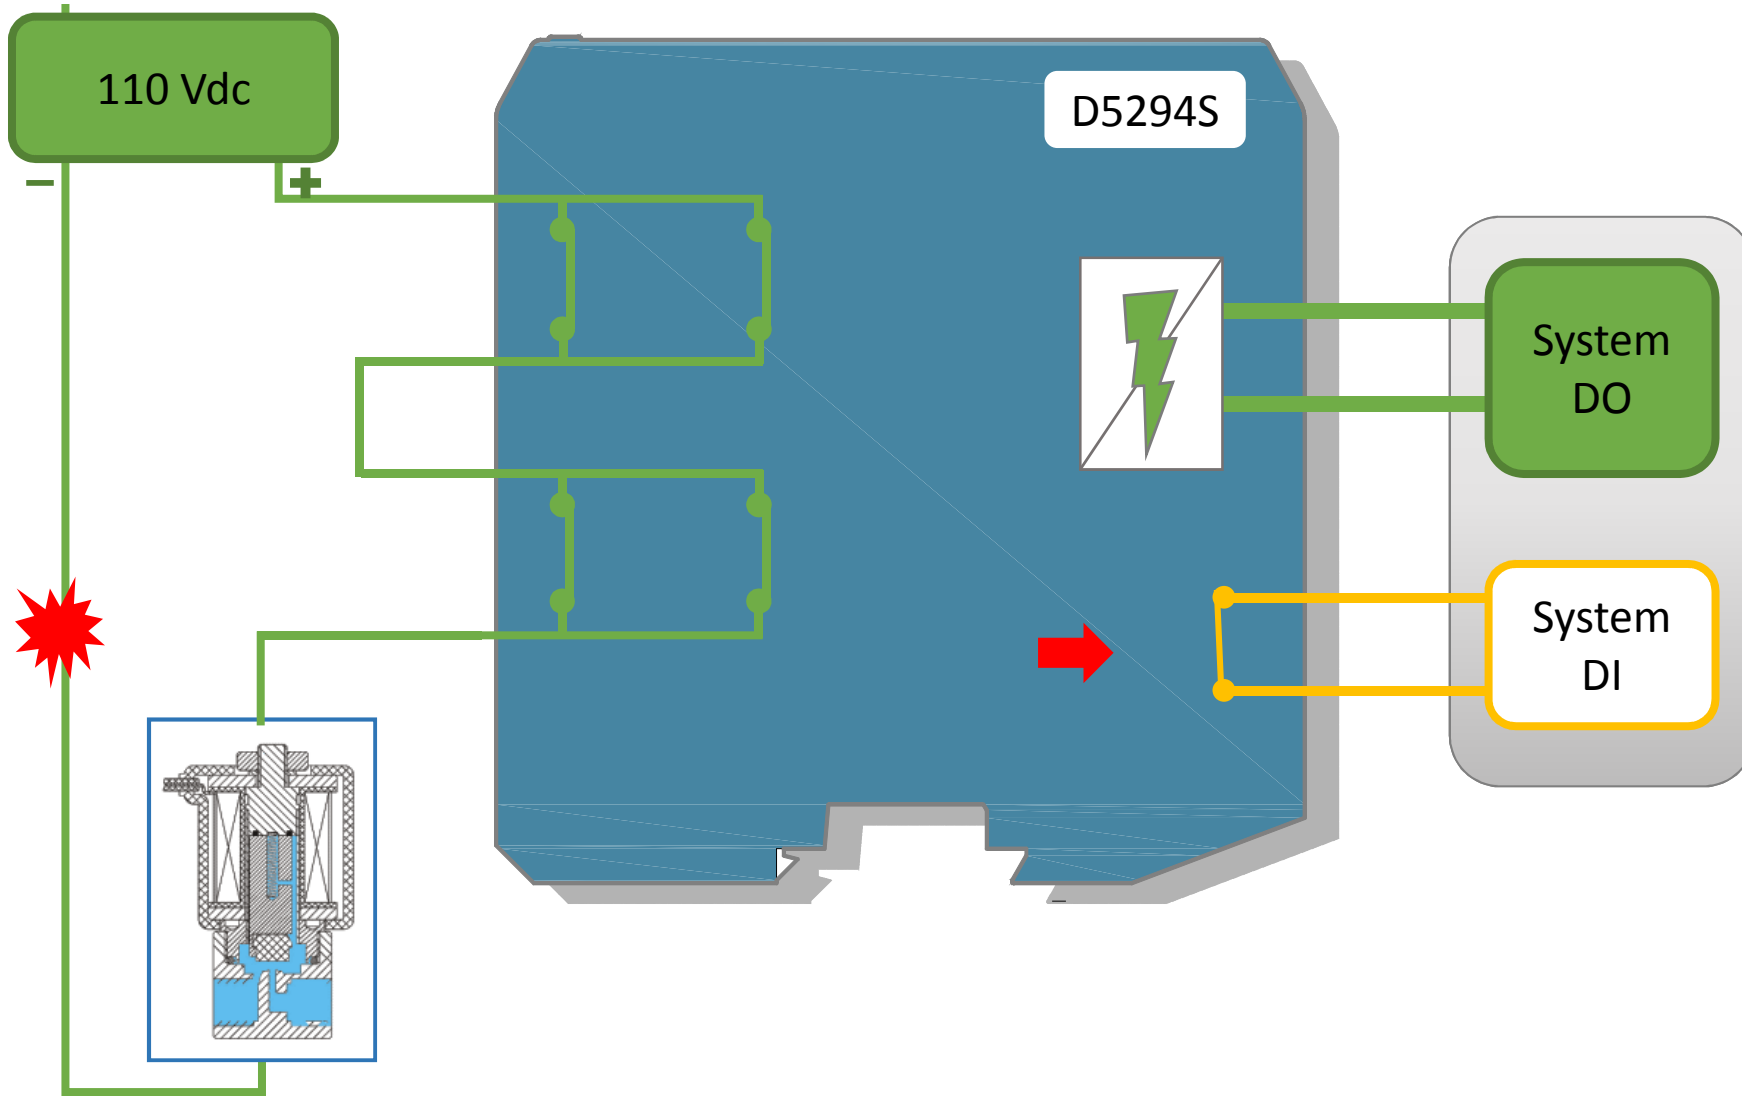 110 Vdc
D5294S
− +
System
DO
System
DI